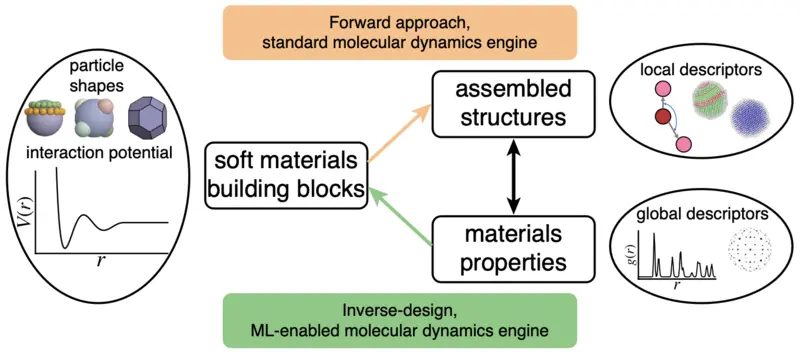 Forward approach,
standard molecular dynamics engine
particle
shapes
interaction potential
V(r)
r
soft materials
building blocks
assembled
structures
materials
properties
local descriptors
global descriptors
g(r)
r
Inverse-design,
ML-enabled molecular dynamics engine